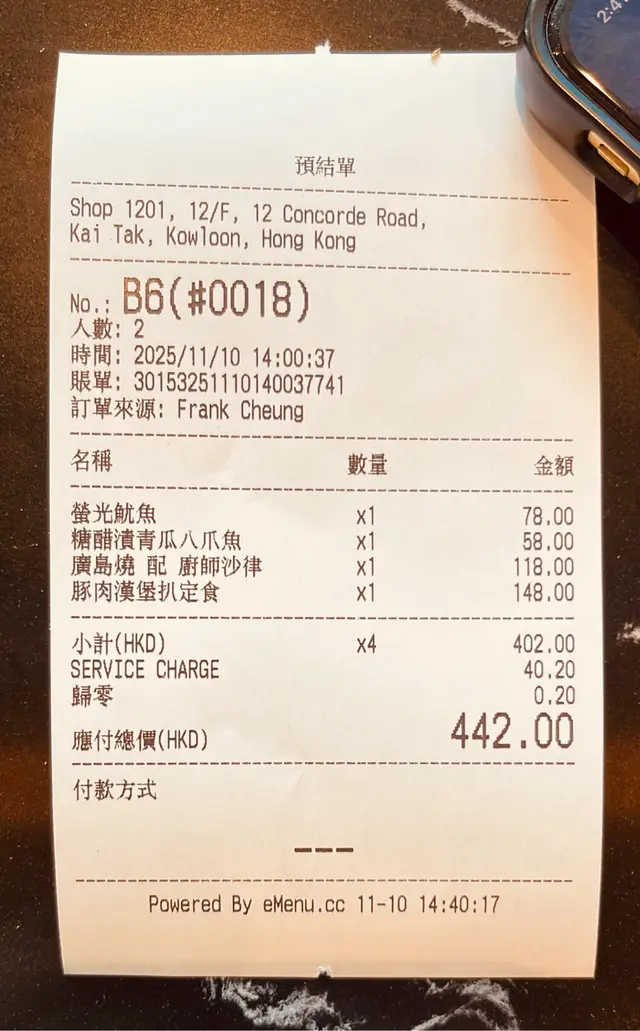 預結單
Shop 1201, 12/F, 12 Concorde Road,
Kai Tak, Kowloon, Hong Kong
No.: B6(#0018)
人數: 2
時間: 2025/11/10 14:00:37
賬單: 30153251110140037741
訂單來源: Frank Cheung
名稱 數量 金額
螢光魷魚 x1 78.00
糖醋漬青瓜八爪魚 x1 58.00
廣島燒 配 廚師沙律 x1 118.00
豚肉漢堡扒定食 x1 148.00
小計(HKD) x4 402.00
SERVICE CHARGE 40.20
歸零 0.20
應付總價(HKD) 442.00
付款方式
---
Powered By eMenu.cc 11-10 14:40:17